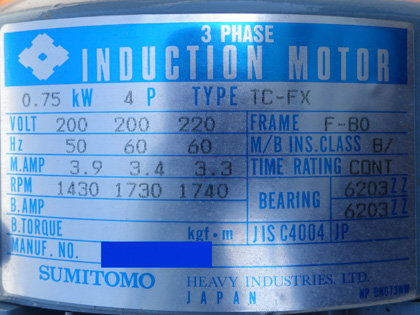 3 PHASE
INDUCTION MOTOR
0.75 kW 4 P TYPE TC-FX
VOLT 200 200 220 FRAME F-80
Hz 50 60 60 M/B INS.CLASS B/
M.AMP 3.9 3.4 3.3 TIME RATING CONT
RPM 1430 1730 1740 BEARING 6203ZZ
B.AMP 6203ZZ
B.TORQUE kgf·m JIS C4004 JP
MANUF. NO.
SUMITOMO HEAVY INDUSTRIES. LTD.
JAPAN